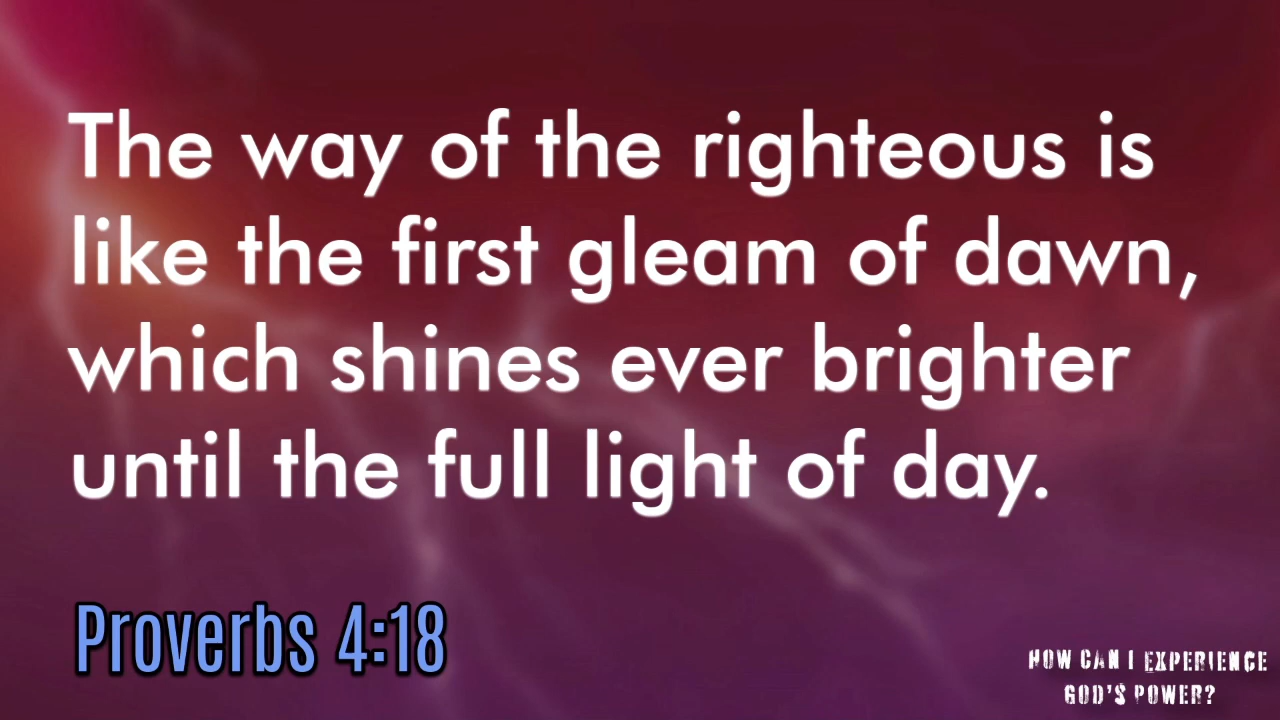 The way of the righteous is
like the first gleam of dawn,
which shines ever brighter
until the full light of day.
Proverbs 4:18
HOW CAN I EXPERIENCE
GOD'S POWER?